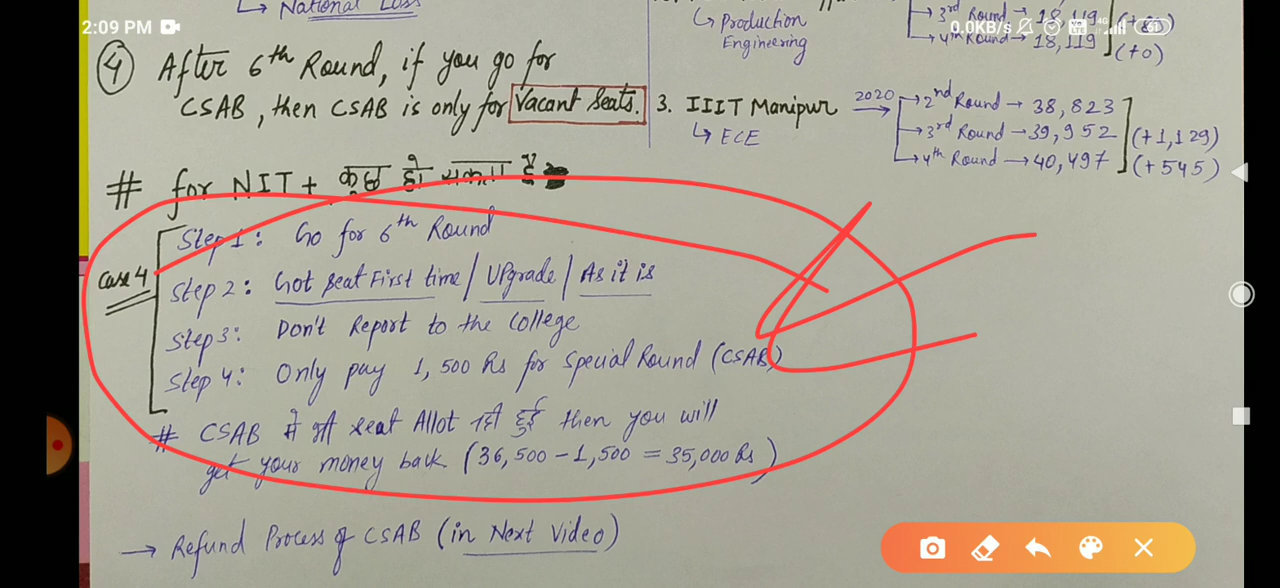 2:09 PM
0.0KB/s
61
↳ National Loss
④ After 6th Round, if you go for
CSAB, then CSAB is only for Vacant Seats.
# for NIT+ कुछ हो सकता है
Case 4
Step 1: Go for 6th Round
Step 2: Got seat First time / UPgrade / As it is
Step 3: Don't Report to the College
Step 4: Only pay 1,500 Rs for Special Round (CSAB)
# CSAB में भी seat Allot नहीं हुई then you will
get your money back (36,500 - 1,500 = 35,000 Rs)
→ Refund Process of CSAB (in Next Video)
↳ Production
Engineering
→ 3rd Round → 18,119
→ 4th Round → 18,119 (+0)
3. IIIT Manipur 2020 → 2nd Round → 38,823
↳ ECE → 3rd Round → 39,952 (+1,129)
→ 4th Round → 40,497 (+545)